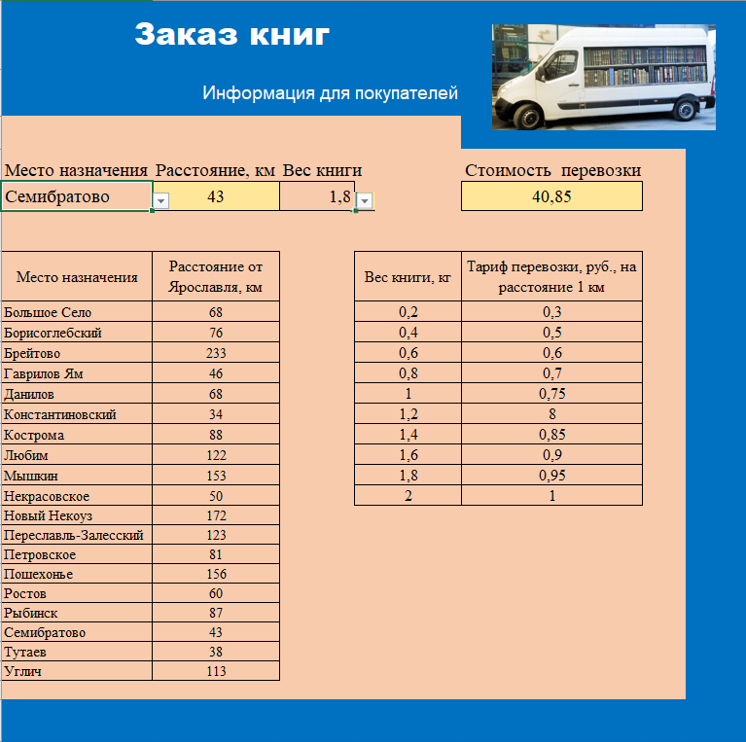 Заказ книг
Информация для покупателей
Место назначения Расстояние, км Вес книги Стоимость перевозки
Семибратово 43 1,8 40,85
Место назначения Расстояние от Ярославля, км
Большое Село 68
Борисоглебский 76
Брейтово 233
Гаврилов Ям 46
Данилов 68
Константиновский 34
Кострома 88
Любим 122
Мышкин 153
Некрасовское 50
Новый Некоуз 172
Переславль-Залесский 123
Петровское 81
Пошехонье 156
Ростов 60
Рыбинск 87
Семибратово 43
Тутаев 38
Углич 113
Вес книги, кг Тариф перевозки, руб., на расстояние 1 км
0,2 0,3
0,4 0,5
0,6 0,6
0,8 0,7
1 0,75
1,2 8
1,4 0,85
1,6 0,9
1,8 0,95
2 1